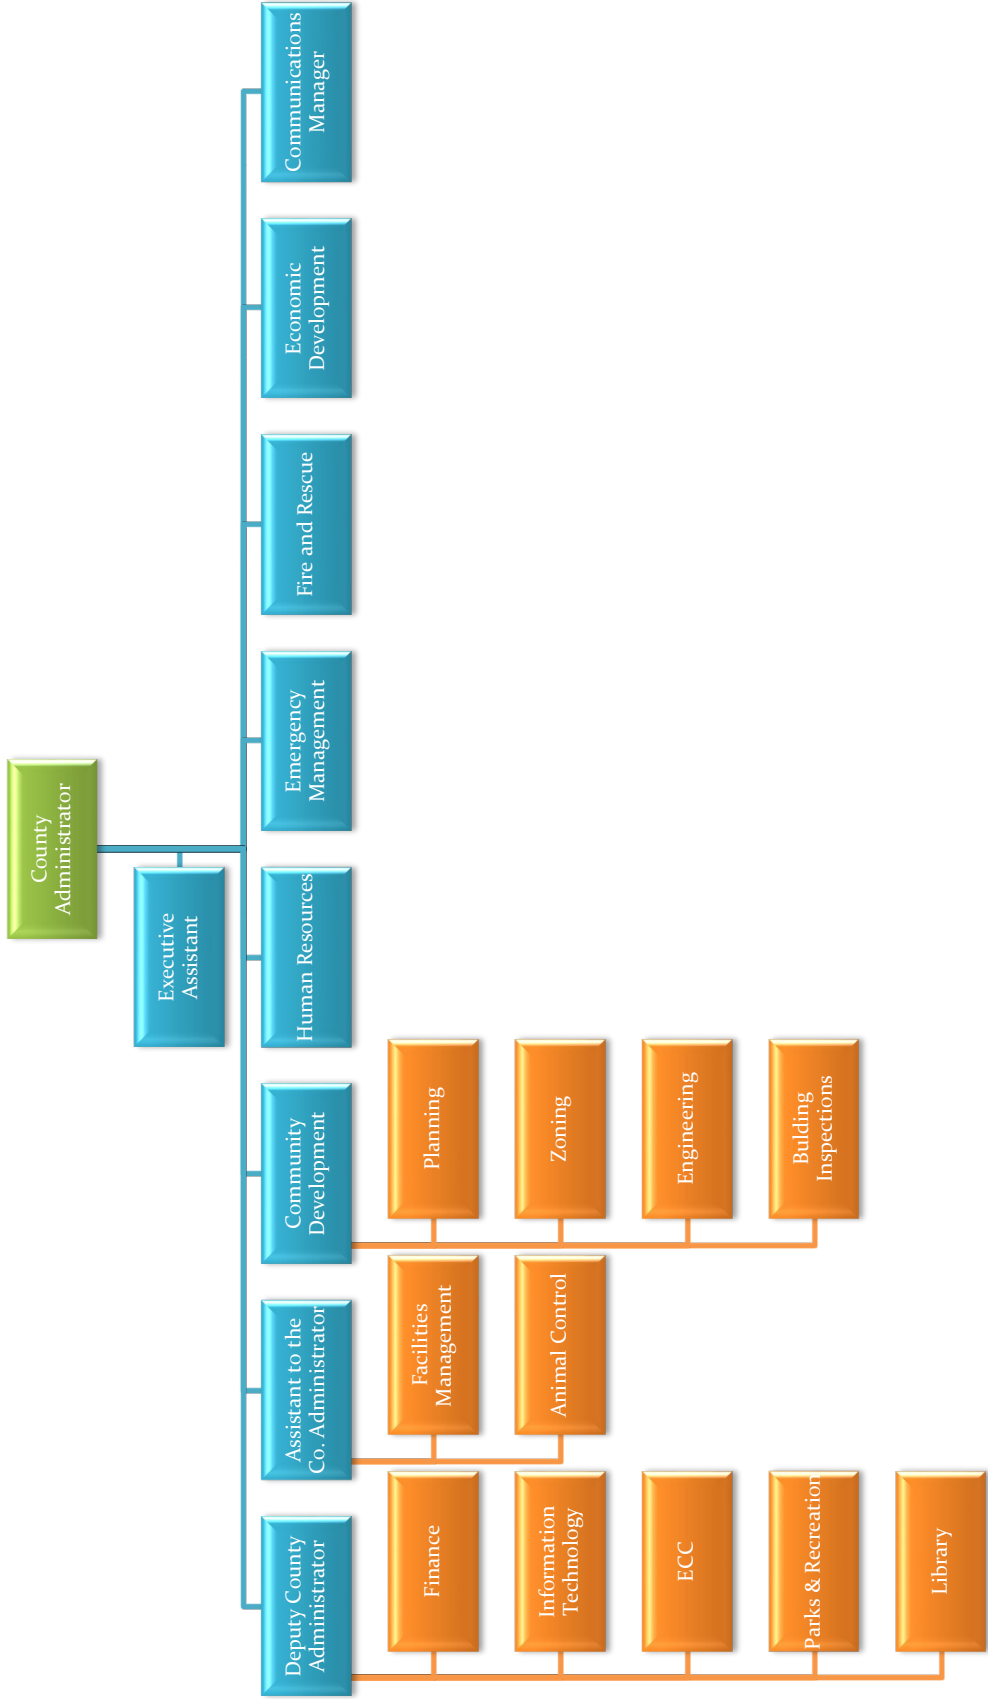 County
Administrator
Executive
Assistant
Deputy County
Administrator
Assistant to the
Co. Administrator
Community
Development
Human Resources
Emergency
Management
Fire and Rescue
Economic
Development
Communications
Manager
Finance
Information
Technology
ECC
Parks & Recreation
Library
Facilities
Management
Animal Control
Planning
Zoning
Engineering
Bulding
Inspections